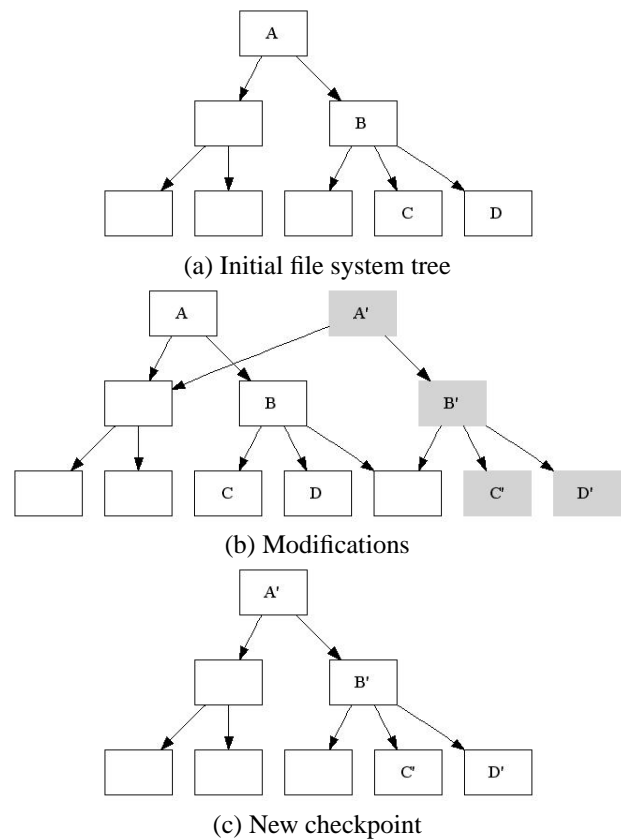 A
B
C D
(a) Initial file system tree
A A'
B B'
C D C' D'
(b) Modifications
A'
B'
C' D'
(c) New checkpoint